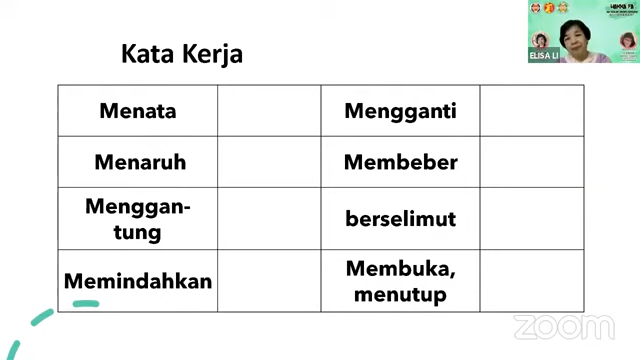 Kata Kerja
Menata
Mengganti
Menaruh
Membeber
Menggan-
tung
berselimut
Memindahkan
Membuka,
menutup
ELISA LI
zoom